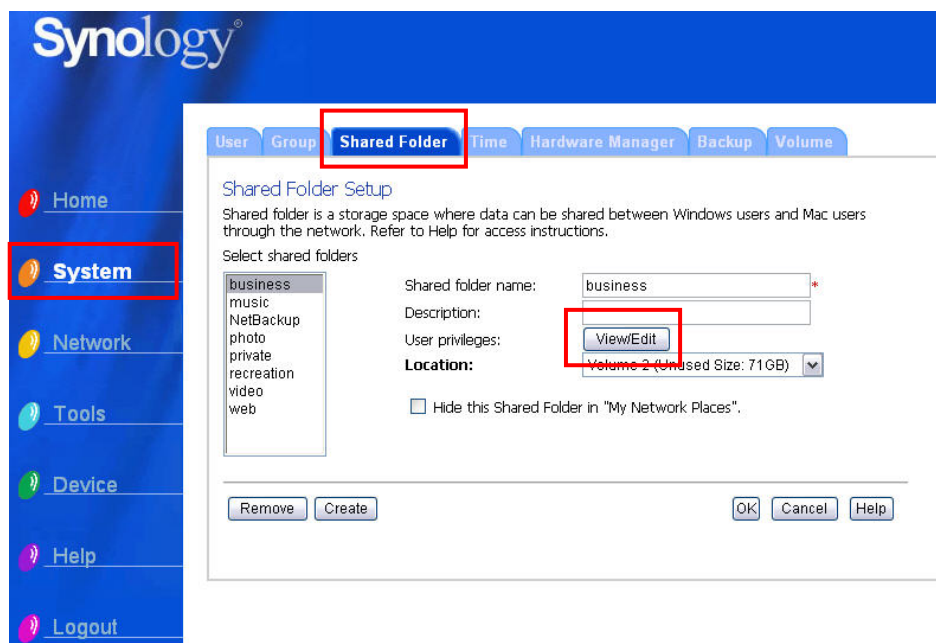 Synology®
User Group Shared Folder Time Hardware Manager Backup Volume
Home
System
Network
Tools
Device
Help
Logout
Shared Folder Setup
Shared folder is a storage space where data can be shared between Windows users and Mac users
through the network. Refer to Help for access instructions.
Select shared folders
business
music
NetBackup
photo
private
recreation
video
web
Shared folder name: business *
Description:
User privileges: View/Edit
Location: Volume 2 (Unused Size: 71GB)
Hide this Shared Folder in "My Network Places".
Remove Create OK Cancel Help